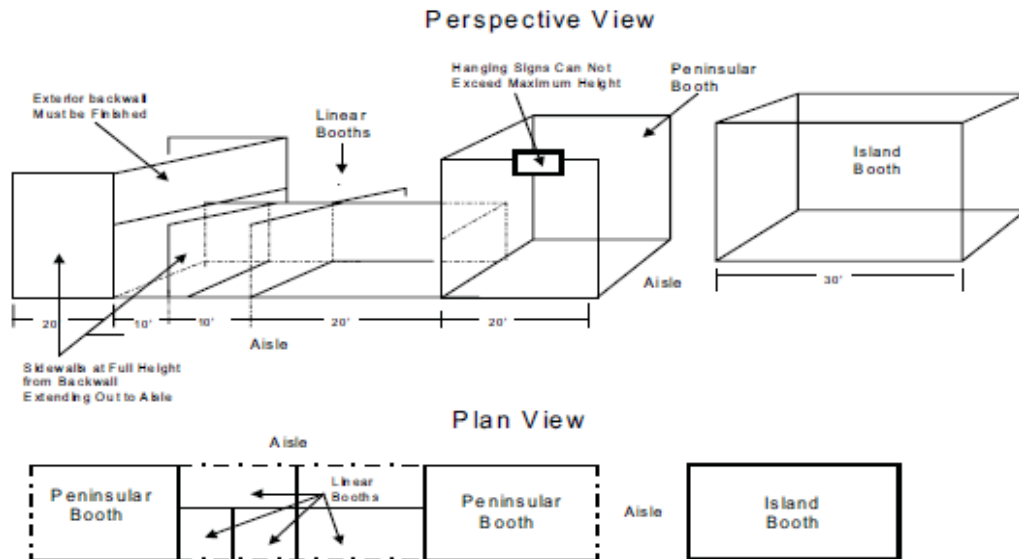 Perspective View
Hanging Signs Can Not
Exceed Maximum Height
Peninsular
Booth
Exterior backwall
Must be Finished
Linear
Booths
Island
Booth
Aisle
30'
20'
10'
10'
20'
20'
Aisle
Sidewalls at Full Height
from Backwall
Extending Out to Aisle
Plan View
Aisle
Peninsular
Booth
Linear
Booths
Peninsular
Booth
Aisle
Island
Booth